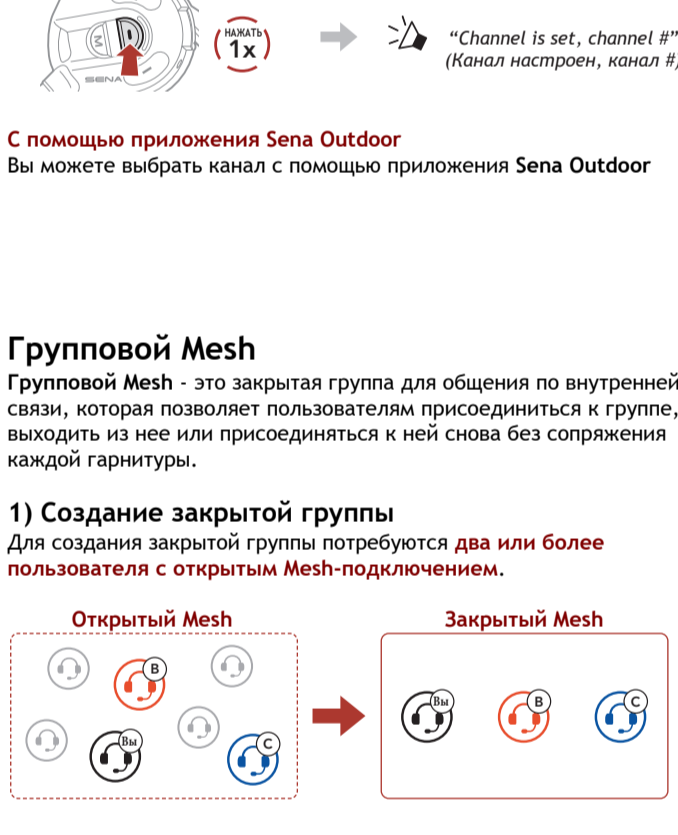 НАЖАТЬ
1x
“Channel is set, channel #”
(Канал настроен, канал #)
SENA
M
С помощью приложения Sena Outdoor
Вы можете выбрать канал с помощью приложения Sena Outdoor
Групповой Mesh
Групповой Mesh - это закрытая группа для общения по внутренней
связи, которая позволяет пользователям присоединиться к группе,
выходить из нее или присоединяться к ней снова без сопряжения
каждой гарнитуры.
1) Создание закрытой группы
Для создания закрытой группы потребуются два или более
пользователя с открытым Mesh-подключением.
Открытый Mesh
Закрытый Mesh
B
Вы
C
Вы
B
C